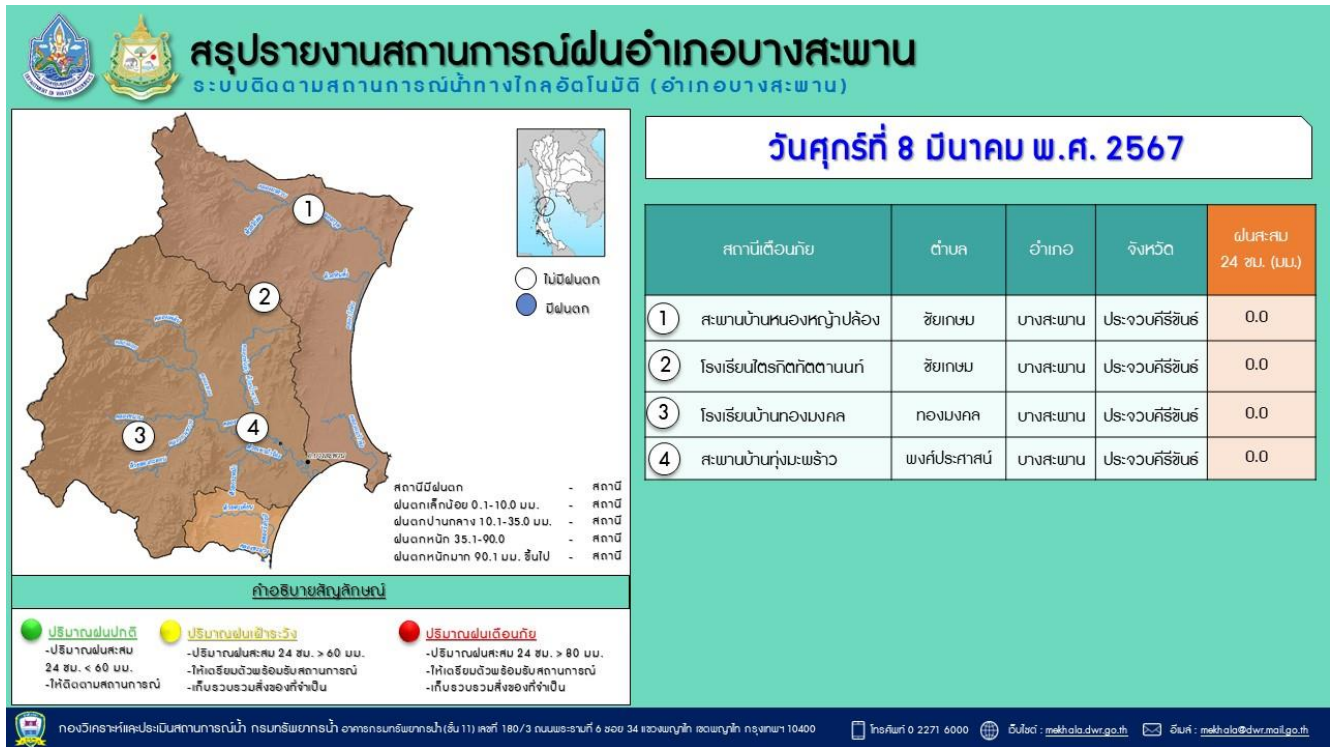 สรุปรายงานสถานการณ์ฝนอำเภอบางสะพาน
ระบบติดตามสถานการณ์น้ำทางไกลอัตโนมัติ (อำเภอบางสะพาน)
วันศุกร์ที่ 8 มีนาคม พ.ศ. 2567
1
2
3
4
ไม่มีฝนตก
มีฝนตก
สถานีมีฝนตก - สถานี
ฝนตกเล็กน้อย 0.1-10.0 มม. - สถานี
ฝนตกปานกลาง 10.1-35.0 มม. - สถานี
ฝนตกหนัก 35.1-90.0 - สถานี
ฝนตกหนักมาก 90.1 มม. ขึ้นไป - สถานี
คำอธิบายสัญลักษณ์
ปริมาณฝนปกติ
-ปริมาณฝนสะสม
24 ชม. < 60 มม.
-ให้ติดตามสถานการณ์
ปริมาณฝนเฝ้าระวัง
-ปริมาณฝนสะสม 24 ชม. > 60 มม.
-ให้เตรียมตัวพร้อมรับสถานการณ์
-เก็บรวบรวมสิ่งของที่จำเป็น
ปริมาณฝนเตือนภัย
-ปริมาณฝนสะสม 24 ชม. > 80 มม.
-ให้เตรียมตัวพร้อมรับสถานการณ์
-เก็บรวบรวมสิ่งของที่จำเป็น
สถานีเตือนภัย ตำบล อำเภอ จังหวัด ฝนสะสม
24 ชม. (มม.)
1 สะพานบ้านหนองหญ้าปล้อง ชัยเกษม บางสะพาน ประจวบคีรีขันธ์ 0.0
2 โรงเรียนไตรกิตทัตตานนท์ ชัยเกษม บางสะพาน ประจวบคีรีขันธ์ 0.0
3 โรงเรียนบ้านทองมงคล ทองมงคล บางสะพาน ประจวบคีรีขันธ์ 0.0
4 สะพานบ้านทุ่งมะพร้าว พงศ์ประศาสน์ บางสะพาน ประจวบคีรีขันธ์ 0.0
กองวิเคราะห์และประเมินสถานการณ์น้ำ กรมทรัพยากรน้ำ อาคารกรมทรัพยากรน้ำ (ชั้น 11) เลขที่ 180/3 ถนนพระรามที่ 6 ซอย 34 แขวงพญาไท เขตพญาไท กรุงเทพฯ 10400 โทรศัพท์ 0 2271 6000 เว็บไซต์ : mekhala.dwr.go.th อีเมล์ : mekhala@dwr.mail.go.th